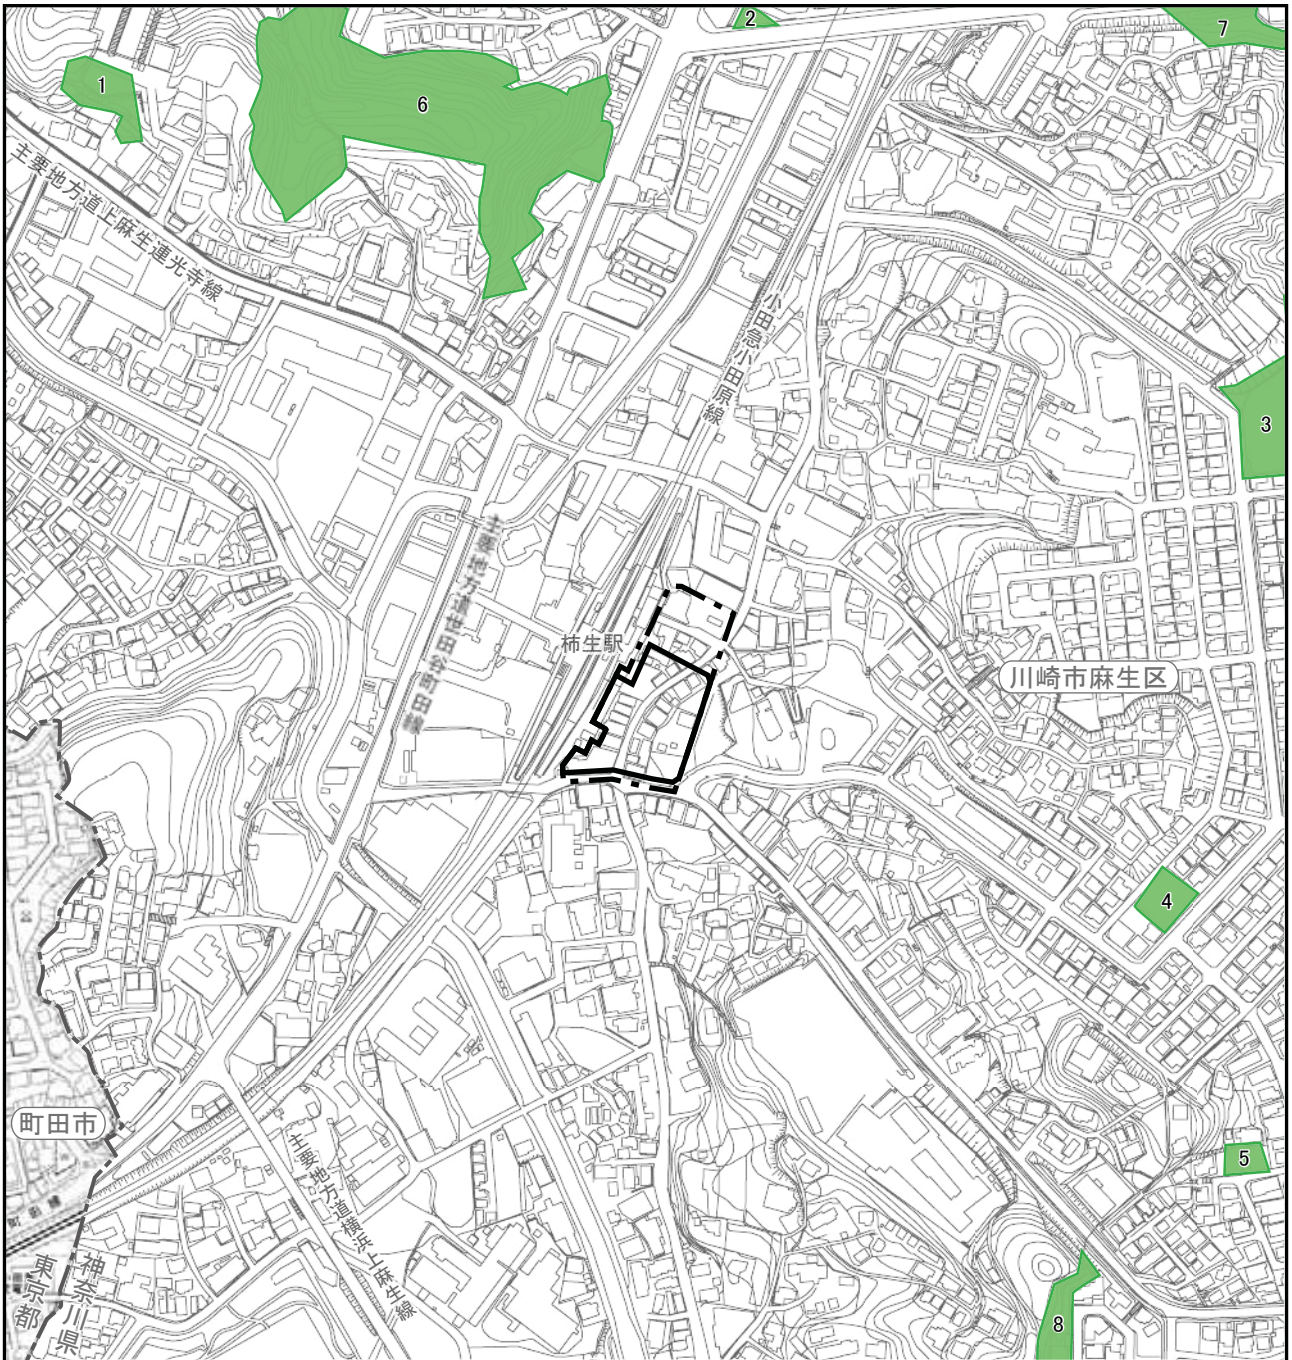 2
7
1
6
主要地方道上麻生連光寺線
小田急小田原線
3
主要地方道世田谷町田線
柿生駅
川崎市麻生区
4
町田市
5
主要地方道横浜上麻生線
東京都
神奈川県
8